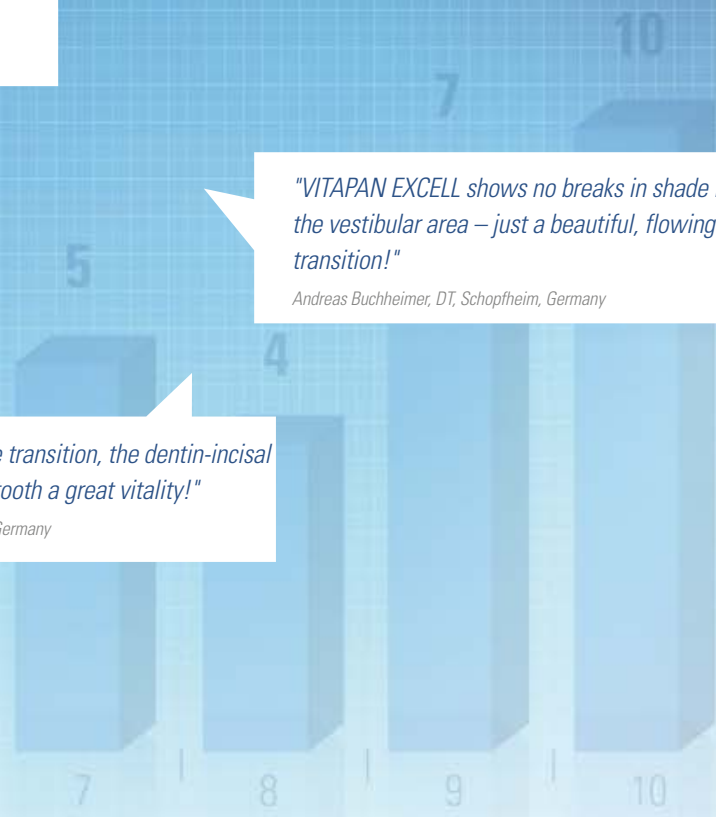 10
7
"VITAPAN EXCELL shows no breaks in shade
the vestibular area – just a beautiful, flowing
transition!"
Andreas Buchheimer, DT, Schopfheim, Germany
5
4
transition, the dentin-incisal
a great vitality!"
Germany
7
8
9
10